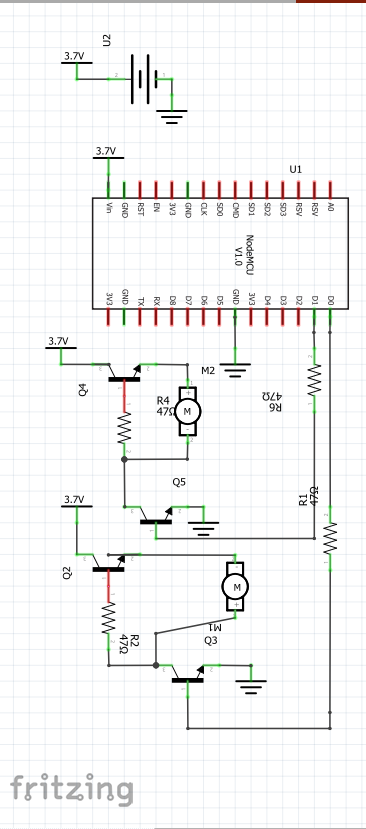 U2
3.7V
2
1
3.7V
U1
Vin
GND
RST
EN
3V3
GND
CLK
SD0
CMD
SD1
SD2
SD3
RSV
RSV
A0
NodeMCU
V1.0
3V3
GND
TX
RX
D8
D7
D6
D5
GND
3V3
D4
D3
D2
D1
D0
3.7V
Q4
M2
R4
47Ω
M
R6
47Ω
Q5
R1
47Ω
3.7V
Q2
M
M1
R2
47Ω
Q3
fritzing